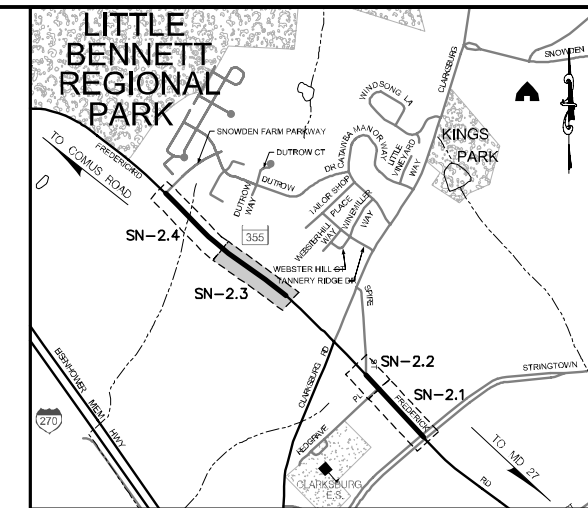 LITTLE
BENNETT
REGIONAL
PARK
SNOWDEN
CLARKSBURG
WINDSONG LA
KINGS
PARK
TO COMUS ROAD
FREDERICK
SNOWDEN FARM PARKWAY
DUTROW CT
CATAWBA MANOR WAY
LITTLE
VINEYARD
WAY
DUTROW
DR
DUTROW
WAY
TAILOR SHOP
PLACE
WINEMILLER
WAY
WEBSTERHILL
WAY
355
SN-2.4
WEBSTER HILL ST
TANNERY RIDGE DR
SN-2.3
SPIRE
ST
SN-2.2
STRINGTOWN
SN-2.1
EISENHOWER MEM HWY
CLARKSBURG RD
PL
FREDERICK
270
REDGRAVE
TO MD 27
RD
CLARKSBURG
E.S.